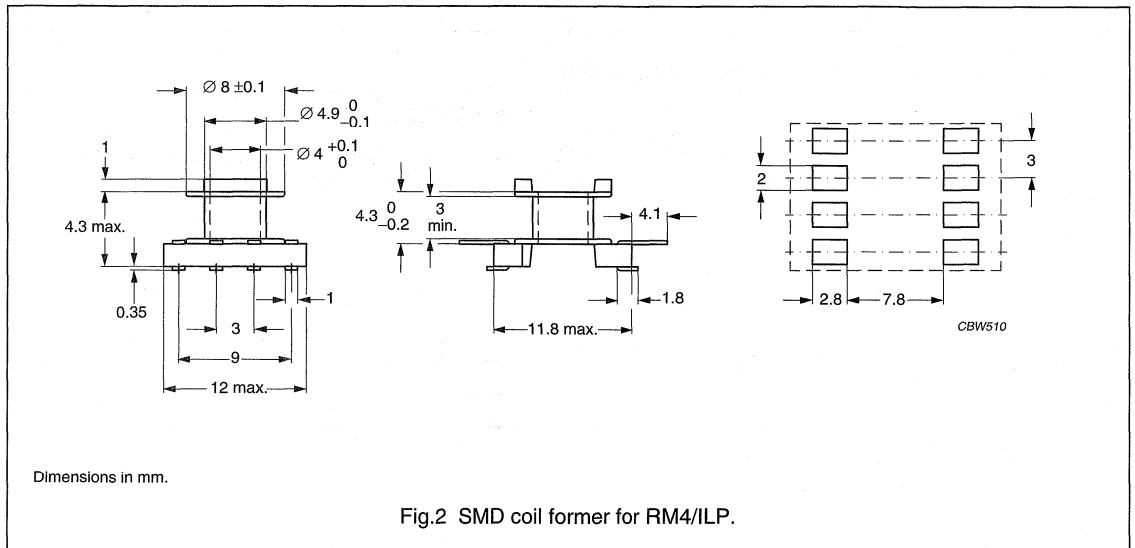 Ø 8 ±0.1
Ø 4.9 0 −0.1
Ø 4 +0.1 0
1
4.3 max.
0.35
1
3
9
12 max.
4.3 0 −0.2
3 min.
4.1
1.8
11.8 max.
2
3
2.8
7.8
CBW510
Dimensions in mm.
Fig.2 SMD coil former for RM4/ILP.